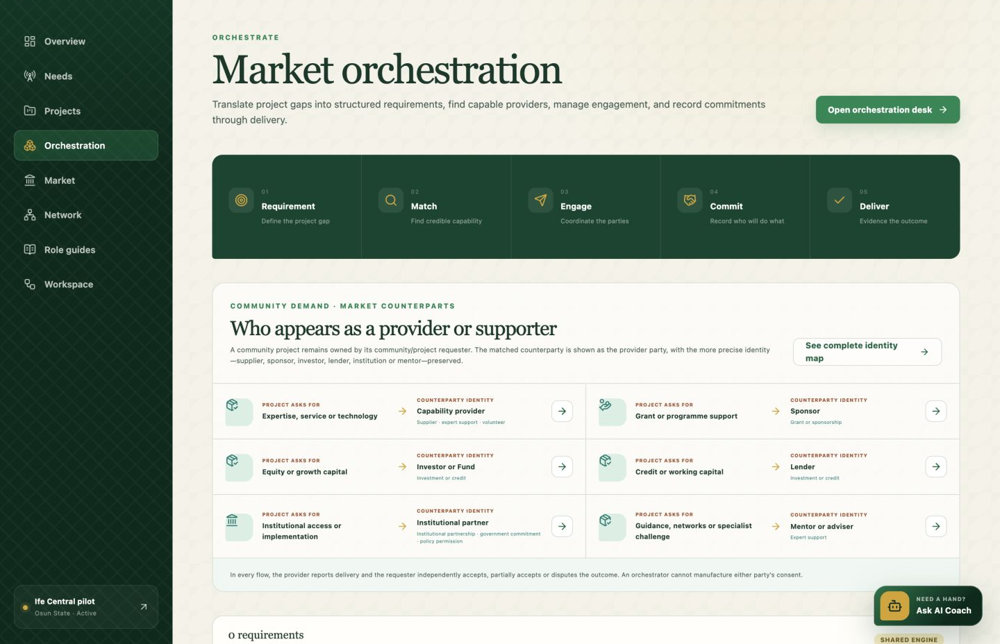 Overview
Needs
Projects
Orchestration
Market
Network
Role guides
Workspace
Ife Central pilot
Osun State · Active
ORCHESTRATE
Market orchestration
Translate project gaps into structured requirements, find capable providers, manage engagement, and record commitments
through delivery.
Open orchestration desk
01
Requirement
Define the project gap
02
Match
Find credible capability
03
Engage
Coordinate the parties
04
Commit
Record who will do what
05
Deliver
Evidence the outcome
COMMUNITY DEMAND · MARKET COUNTERPARTS
Who appears as a provider or supporter
A community project remains owned by its community/project requester. The matched counterparty is shown as the provider party, with the more precise identity
—supplier, sponsor, investor, lender, institution or mentor—preserved.
See complete identity
map
PROJECT ASKS FOR
Expertise, service or technology
COUNTERPARTY IDENTITY
Capability provider
Supplier · expert support · volunteer
PROJECT ASKS FOR
Grant or programme support
COUNTERPARTY IDENTITY
Sponsor
Grant or sponsorship
PROJECT ASKS FOR
Equity or growth capital
COUNTERPARTY IDENTITY
Investor or Fund
Investment or credit
PROJECT ASKS FOR
Credit or working capital
COUNTERPARTY IDENTITY
Lender
Investment or credit
PROJECT ASKS FOR
Institutional access or
implementation
COUNTERPARTY IDENTITY
Institutional partner
Institutional partnership · government commitment
· policy permission
PROJECT ASKS FOR
Guidance, networks or specialist
challenge
COUNTERPARTY IDENTITY
Mentor or adviser
Expert support
In every flow, the provider reports delivery and the requester independently accepts, partially accepts or disputes the outcome. An orchestrator cannot manufacture either party's consent.
NEED A HAND?
Ask AI Coach
0 requirements
SHARED ENGINE